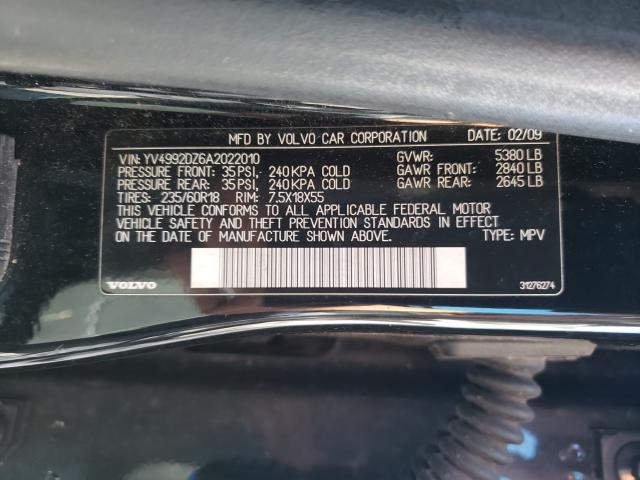 MFD BY VOLVO CAR CORPORATION DATE: 02/09
VIN: YV4992DZ6A2022010 GVWR: 5380 LB
PRESSURE FRONT: 35 PSI, 240 KPA COLD GAWR FRONT: 2840 LB
PRESSURE REAR: 35 PSI, 240 KPA COLD GAWR REAR: 2645 LB
TIRES: 235/60R18 RIM: 7.5X18X55
THIS VEHICLE CONFORMS TO ALL APPLICABLE FEDERAL MOTOR
VEHICLE SAFETY AND THEFT PREVENTION STANDARDS IN EFFECT
ON THE DATE OF MANUFACTURE SHOWN ABOVE. TYPE: MPV
VOLVO 31276274